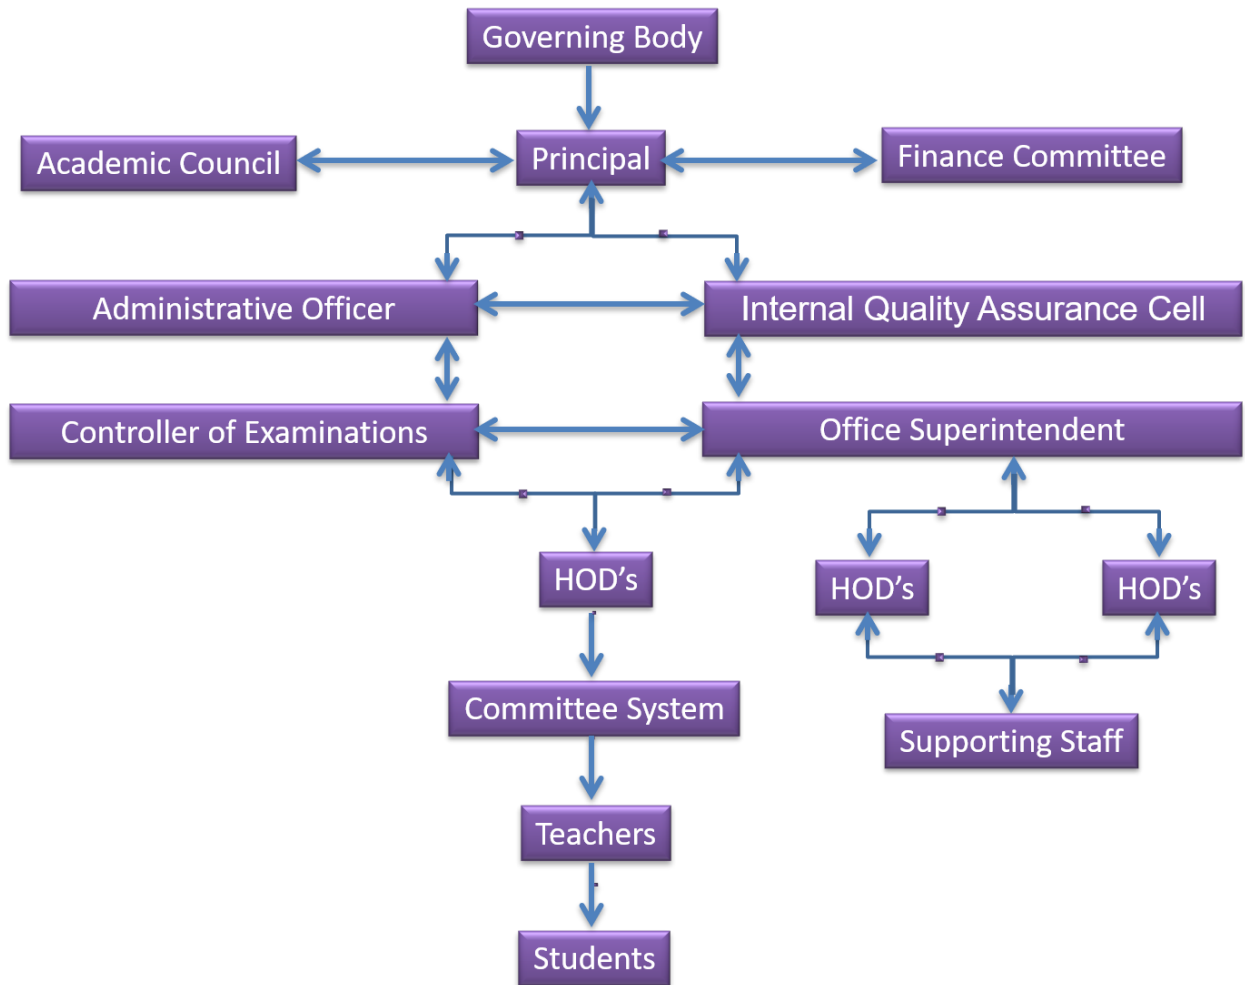 Governing Body
Academic Council
Principal
Finance Committee
Administrative Officer
Internal Quality Assurance Cell
Controller of Examinations
Office Superintendent
HOD’s
HOD’s
HOD’s
Committee System
Supporting Staff
Teachers
Students